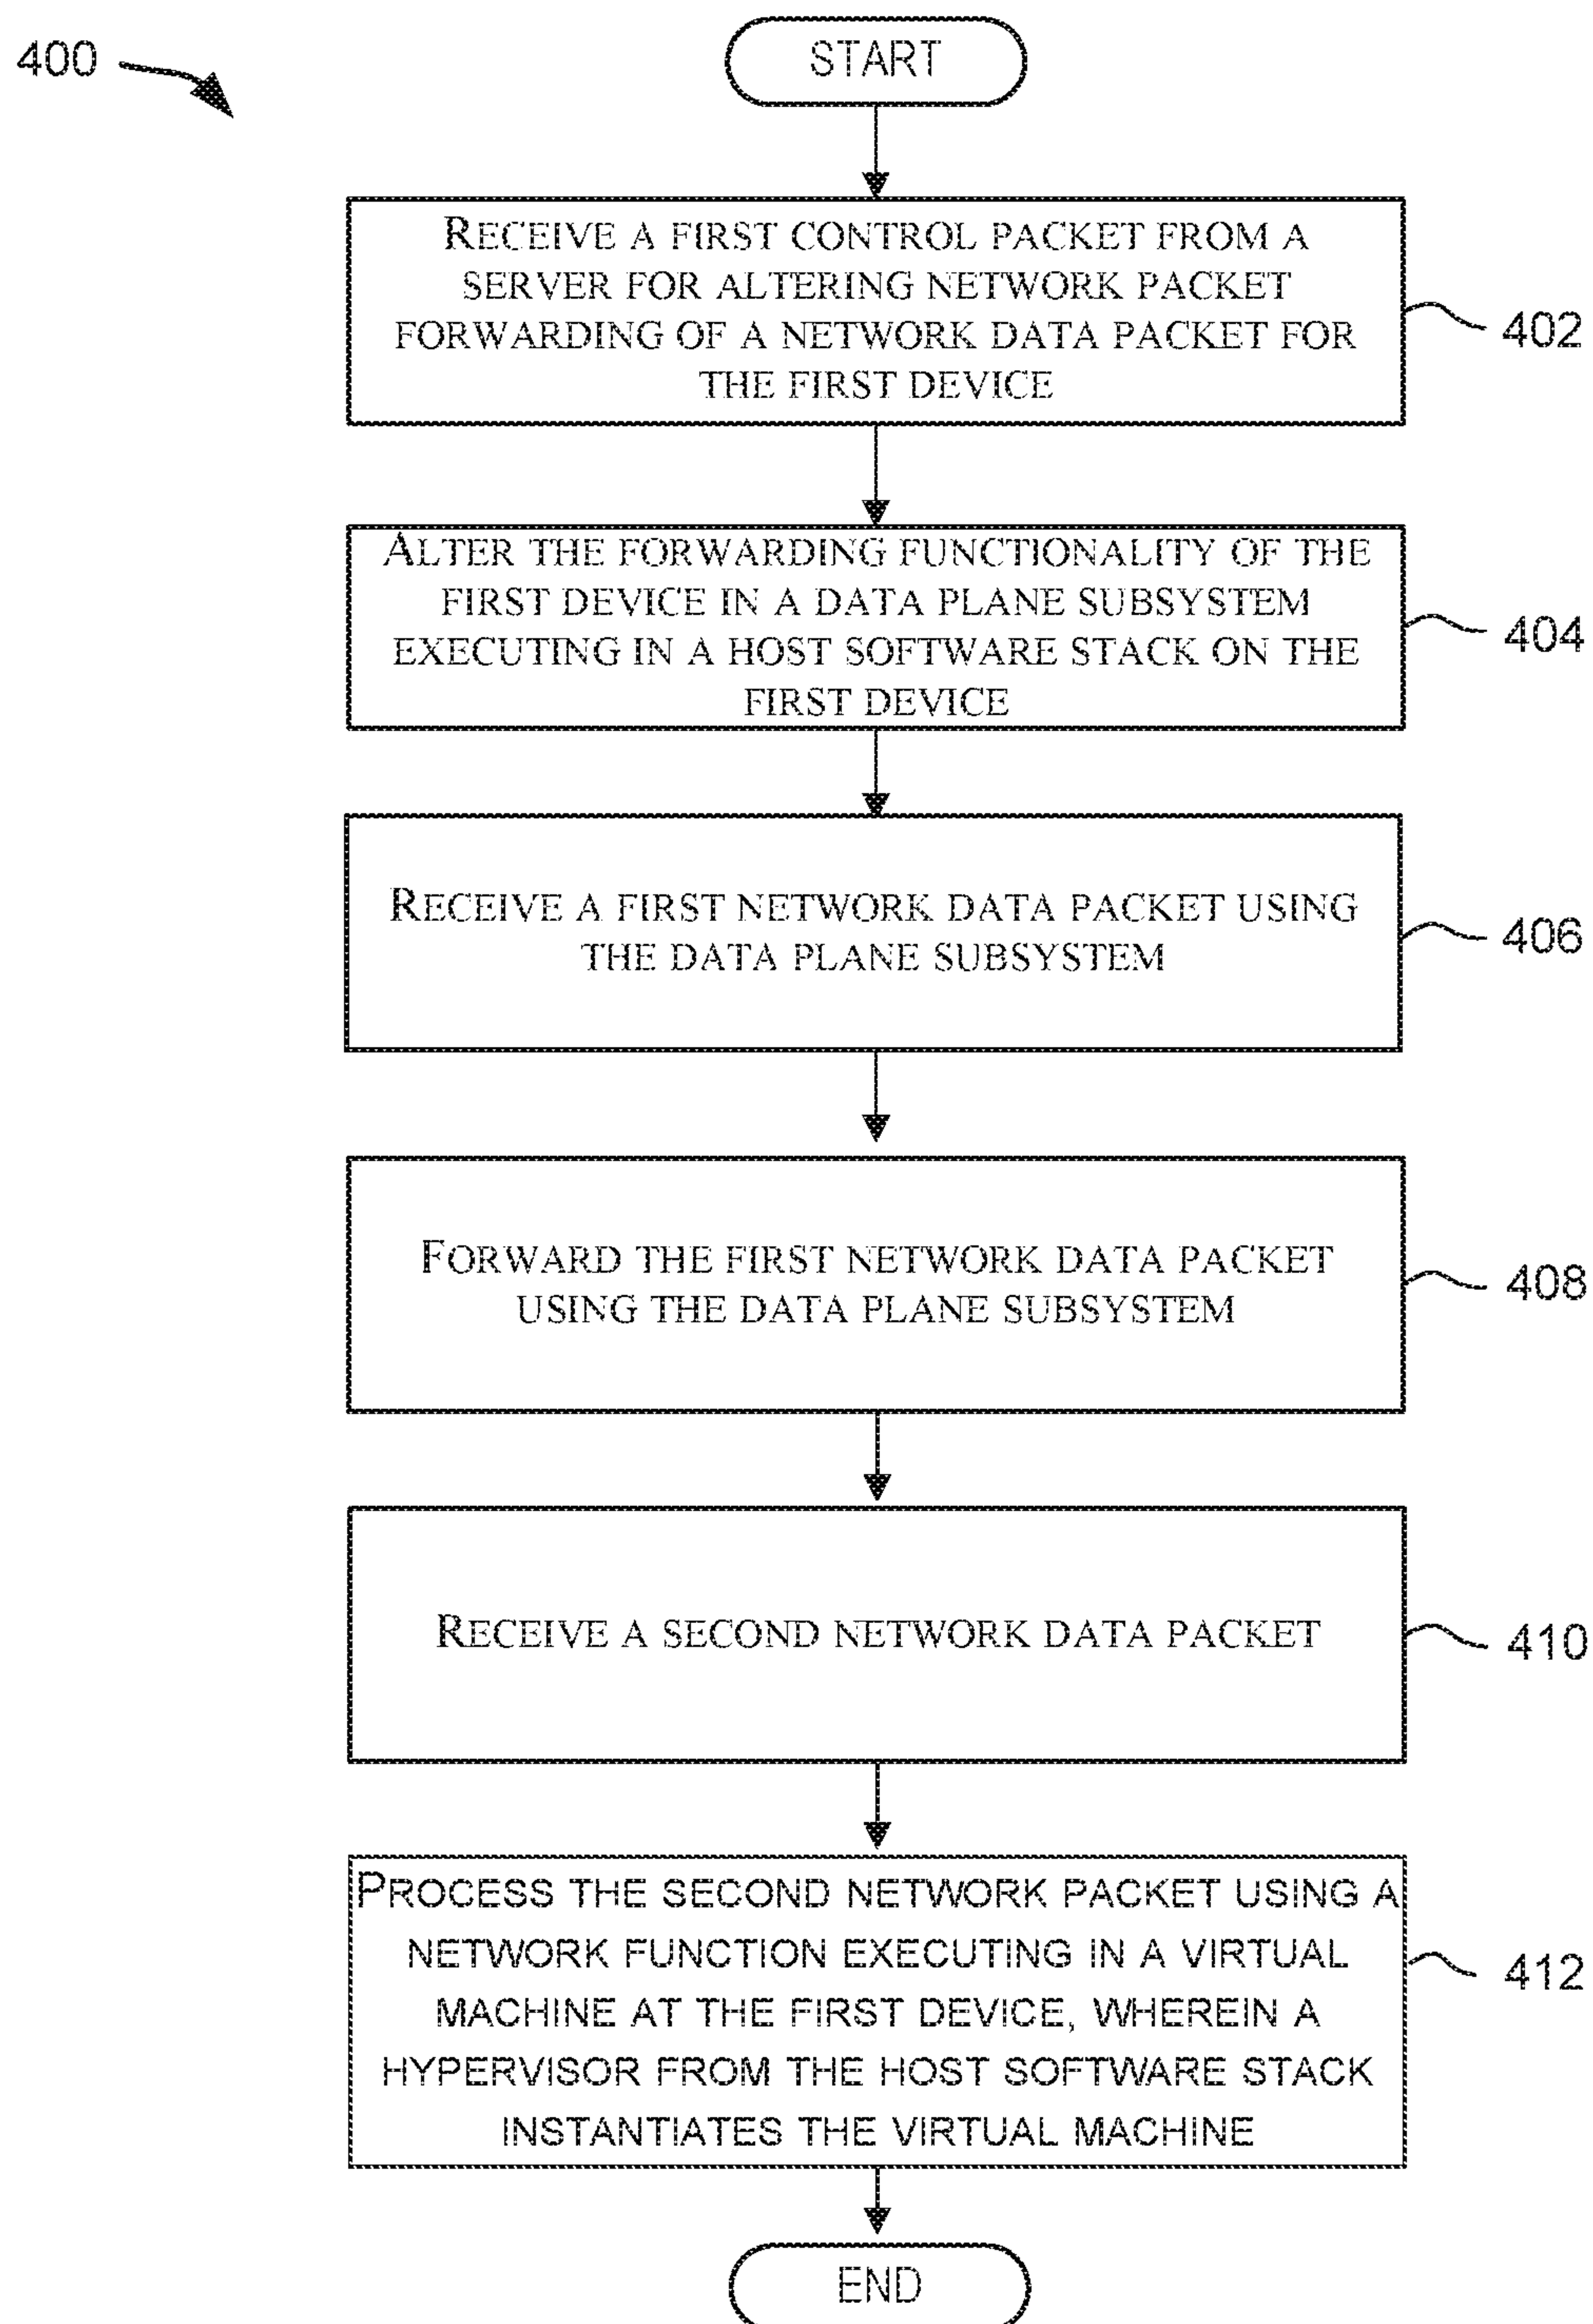 400
START
RECEIVE A FIRST CONTROL PACKET FROM A
SERVER FOR ALTERING NETWORK PACKET
FORWARDING OF A NETWORK DATA PACKET FOR
THE FIRST DEVICE
402
ALTER THE FORWARDING FUNCTIONALITY OF THE
FIRST DEVICE IN A DATA PLANE SUBSYSTEM
EXECUTING IN A HOST SOFTWARE STACK ON THE
FIRST DEVICE
404
RECEIVE A FIRST NETWORK DATA PACKET USING
THE DATA PLANE SUBSYSTEM
406
FORWARD THE FIRST NETWORK DATA PACKET
USING THE DATA PLANE SUBSYSTEM
408
RECEIVE A SECOND NETWORK DATA PACKET
410
PROCESS THE SECOND NETWORK PACKET USING A
NETWORK FUNCTION EXECUTING IN A VIRTUAL
MACHINE AT THE FIRST DEVICE, WHEREIN A
HYPERVISOR FROM THE HOST SOFTWARE STACK
INSTANTIATES THE VIRTUAL MACHINE
412
END